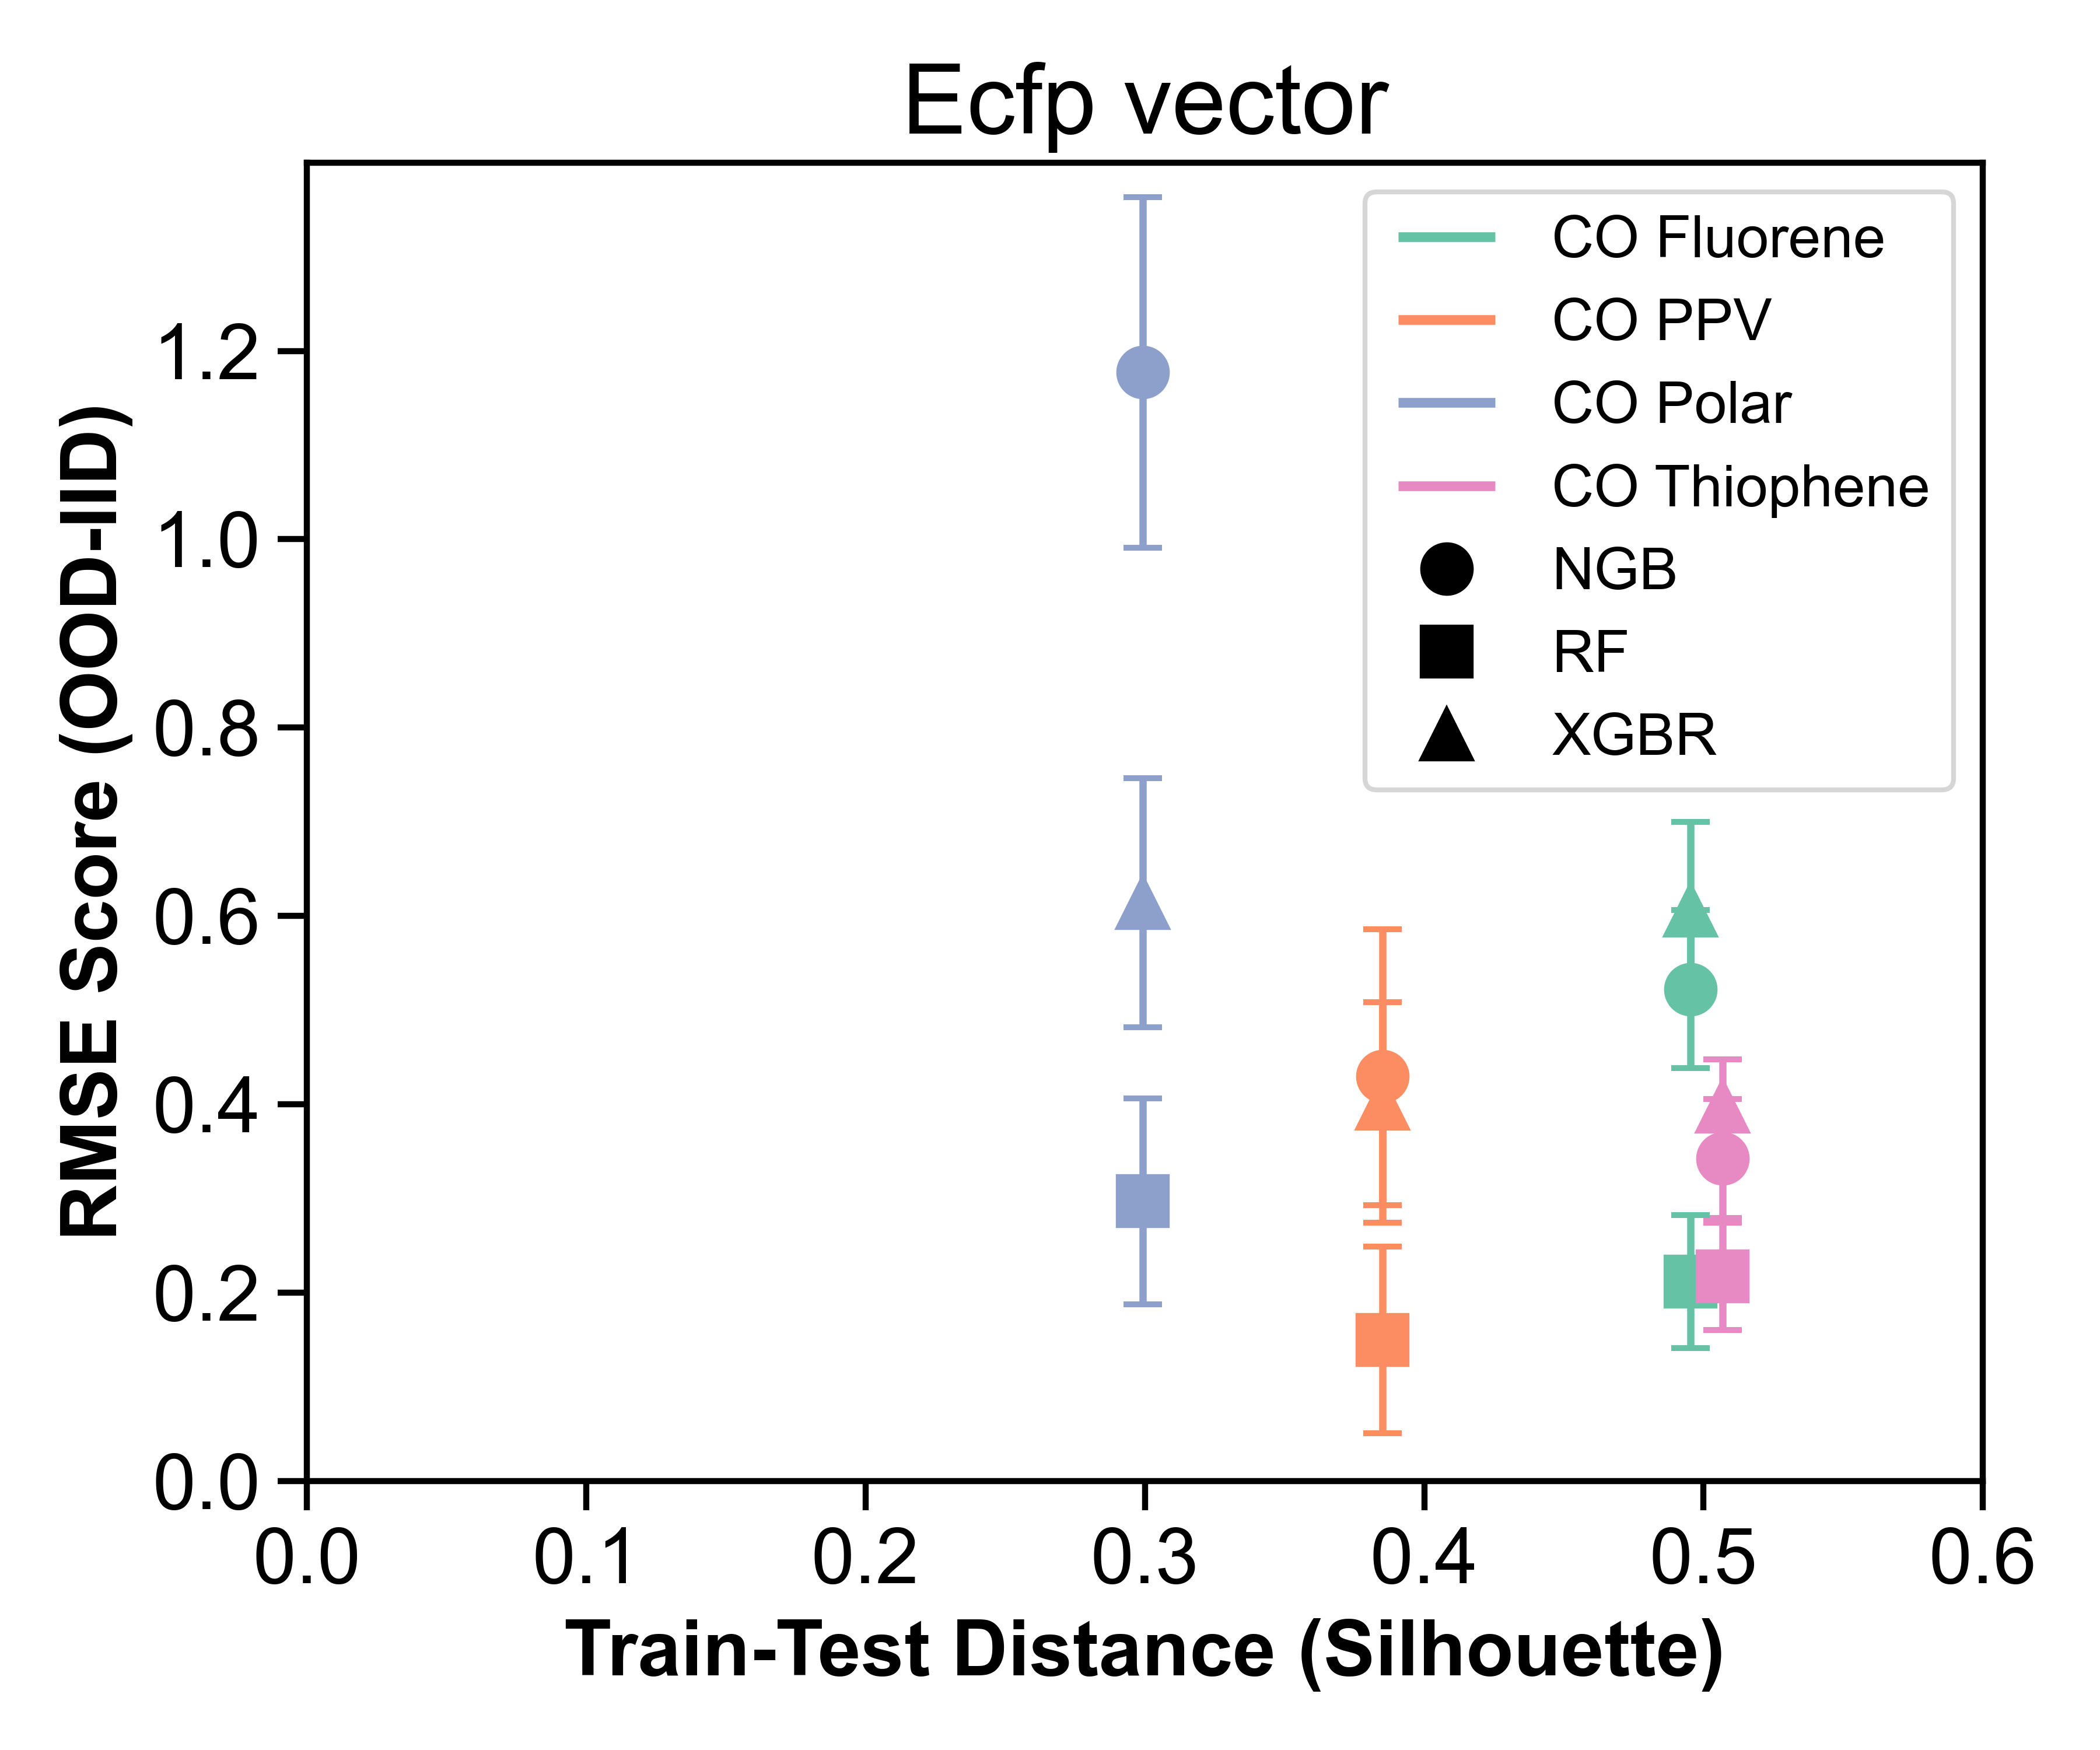 Ecfp vector
RMSE Score (OOD-IID)
1.2
1.0
0.8
0.6
0.4
0.2
0.0
CO Fluorene
CO PPV
CO Polar
CO Thiophene
NGB
RF
XGBR
0.0 0.1 0.2 0.3 0.4 0.5 0.6
Train-Test Distance (Silhouette)